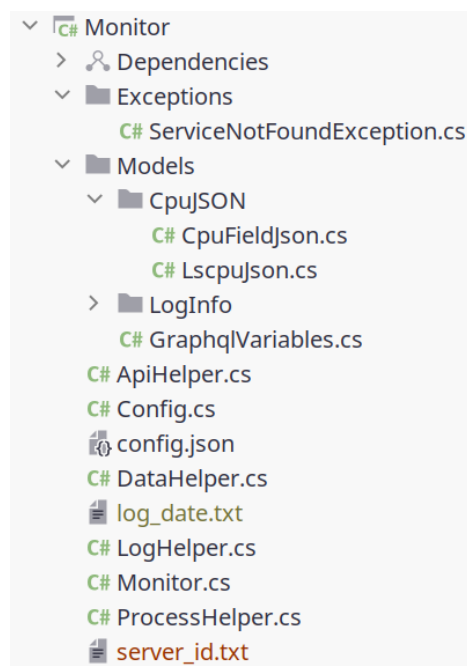 C# Monitor
Dependencies
Exceptions
C# ServiceNotFoundException.cs
Models
CpuJSON
C# CpuFieldJson.cs
C# LscpuJson.cs
LogInfo
C# GraphqlVariables.cs
C# ApiHelper.cs
C# Config.cs
{} config.json
C# DataHelper.cs
log_date.txt
C# LogHelper.cs
C# Monitor.cs
C# ProcessHelper.cs
server_id.txt